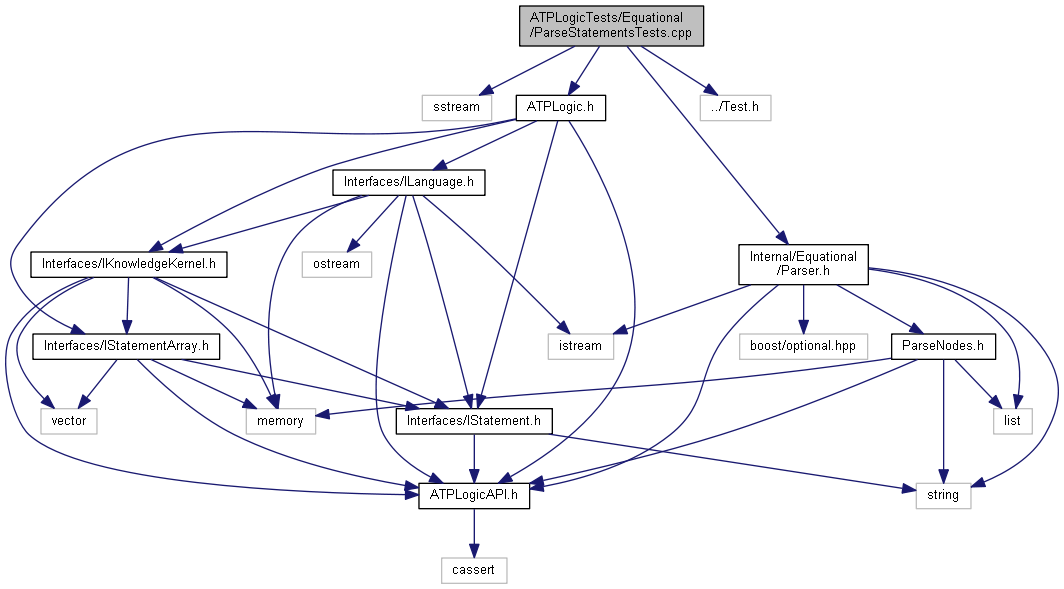 ATPLogicTests/Equational
/ParseStatementsTests.cpp
sstream
ATPLogic.h
../Test.h
Interfaces/ILanguage.h
Interfaces/IKnowledgeKernel.h
ostream
Internal/Equational
/Parser.h
Interfaces/IStatementArray.h
istream
boost/optional.hpp
ParseNodes.h
vector
memory
Interfaces/IStatement.h
list
ATPLogicAPI.h
string
cassert